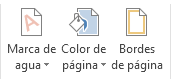 Marca de agua
Color de página
Bordes de página